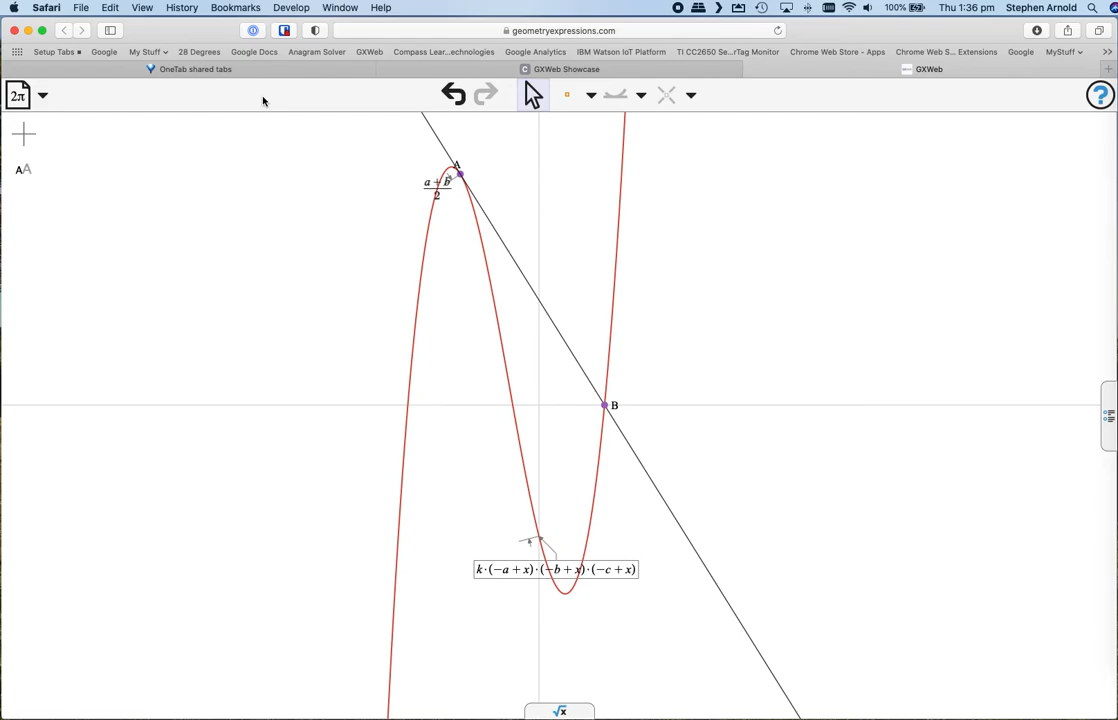 Safari File Edit View History Bookmarks Develop Window Help 100% Thu 1:36 pm Stephen Arnold
geometryexpressions.com
Setup Tabs Google My Stuff 28 Degrees Google Docs Anagram Solver GXWeb Compass Lear...echnologies Google Analytics IBM Watson IoT Platform TI CC2650 Se...rTag Monitor Chrome Web Store - Apps Chrome Web S... Extensions Google MyStuff >>
OneTab shared tabs C GXWeb Showcase GXWeb
2π ?
AA
A
a + b
2
B
k·(−a + x)·(−b + x)·(−c + x)
√x